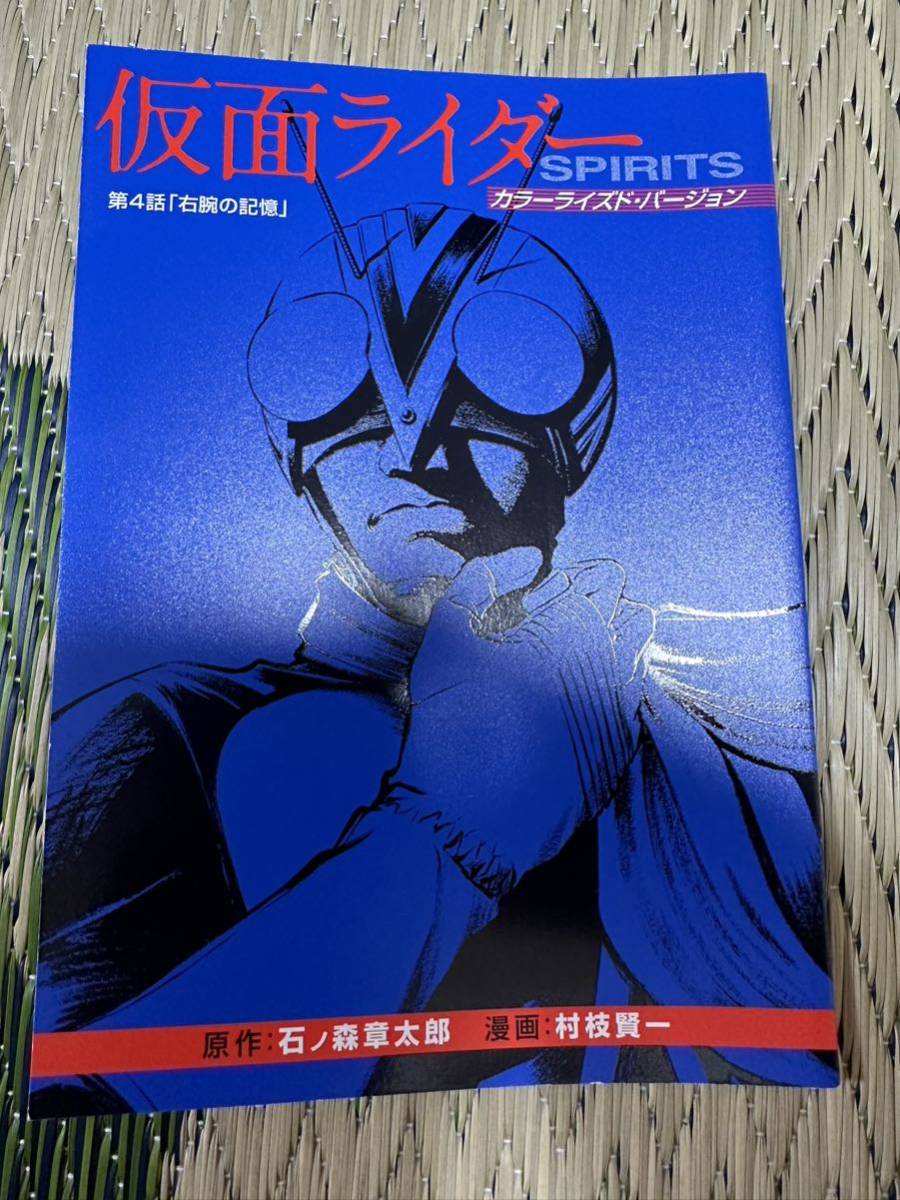 仮面ライダー
SPIRITS
カラーライズド・バージョン
第4話「右腕の記憶」
原作:石ノ森章太郎 漫画:村枝賢一